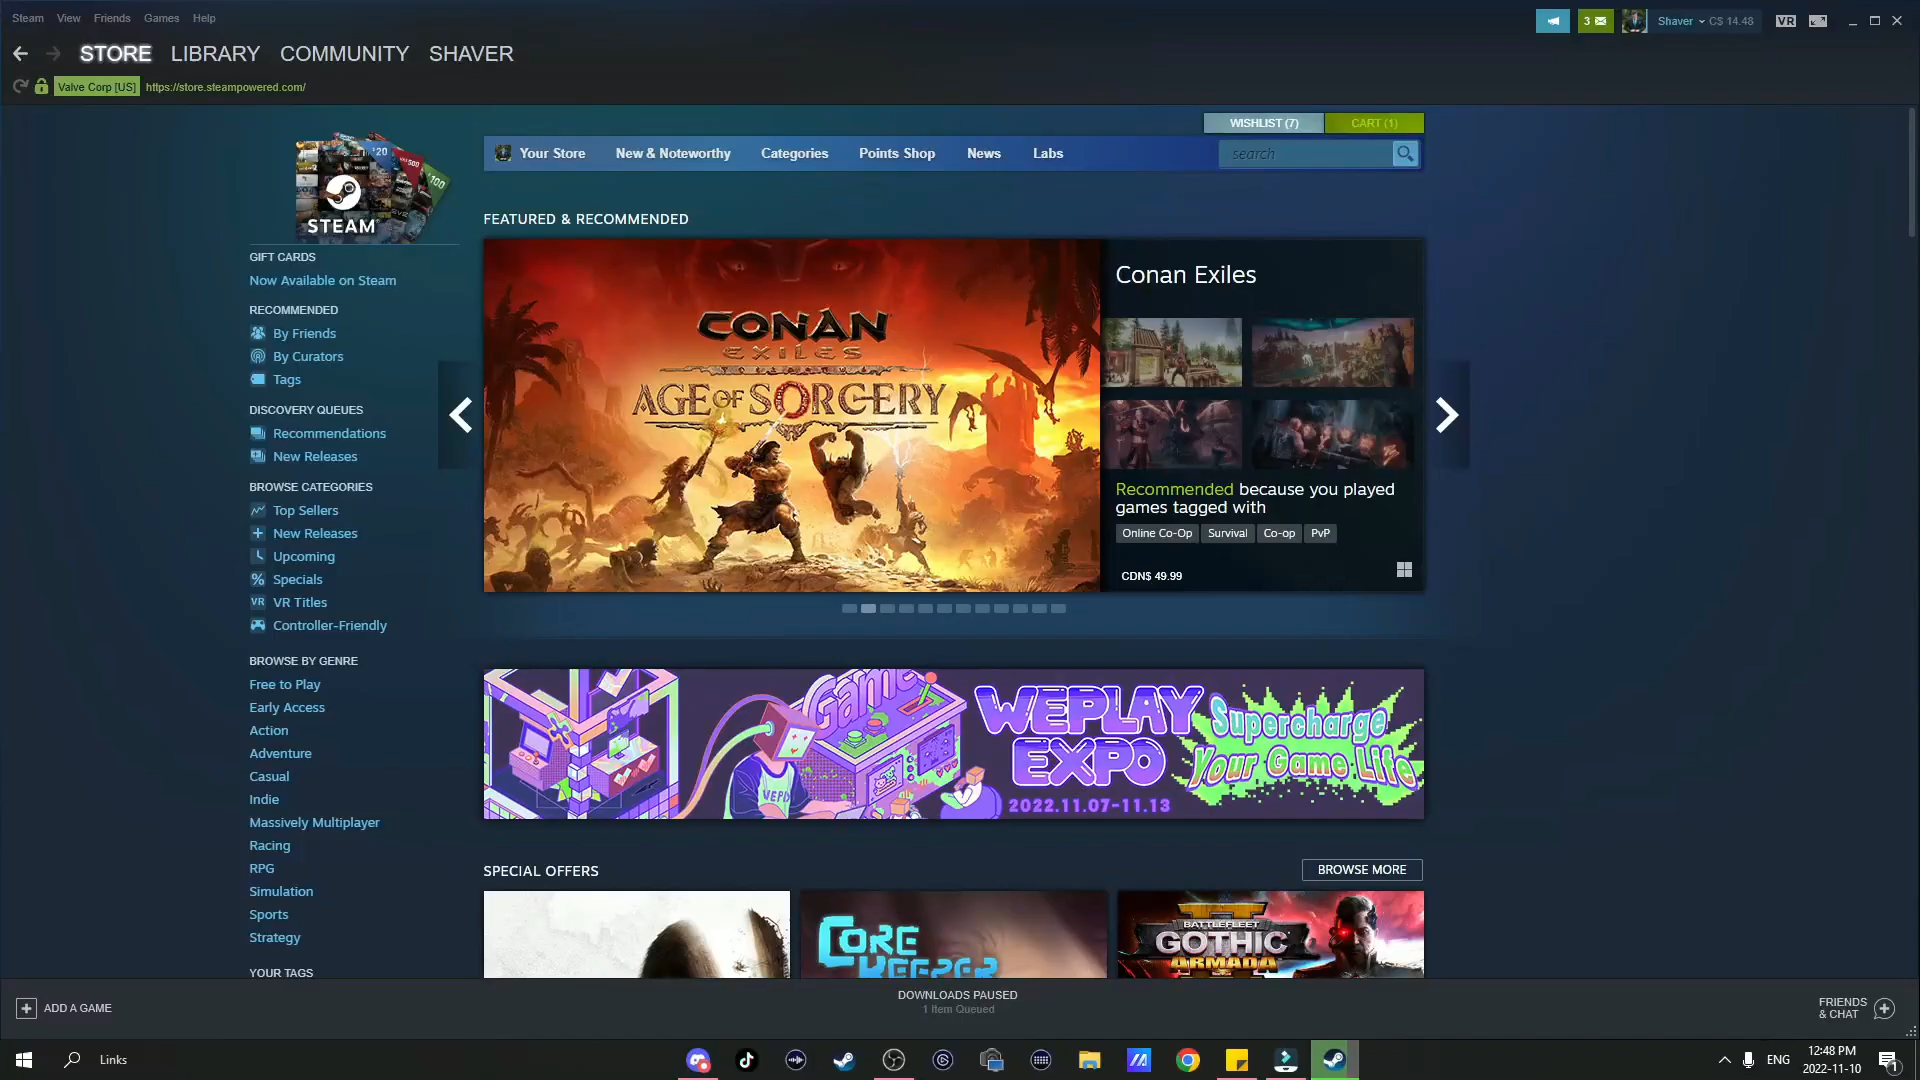 Steam View Friends Games Help
3
Shaver C$ 14.48
VR
STORE LIBRARY COMMUNITY SHAVER
Valve Corp [US] https://store.steampowered.com/
WISHLIST (7) CART (1)
Your Store New & Noteworthy Categories Points Shop News Labs
search
STEAM
GIFT CARDS
Now Available on Steam
RECOMMENDED
By Friends
By Curators
Tags
DISCOVERY QUEUES
Recommendations
New Releases
BROWSE CATEGORIES
Top Sellers
New Releases
Upcoming
Specials
VR VR Titles
Controller-Friendly
BROWSE BY GENRE
Free to Play
Early Access
Action
Adventure
Casual
Indie
Massively Multiplayer
Racing
RPG
Simulation
Sports
Strategy
YOUR TAGS
FEATURED & RECOMMENDED
CONAN
EXILES
AGE OF SORCERY
Conan Exiles
Recommended because you played
games tagged with
Online Co-Op Survival Co-op PvP
CDN$ 49.99
Game
WEPLAY
EXPO
2022.11.07-11.13
Supercharge
Your Game Life
SPECIAL OFFERS
BROWSE MORE
CORE
KEEPER
BATTLEFLEET
GOTHIC
ARMADA
II
ADD A GAME
DOWNLOADS PAUSED
1 Item Queued
FRIENDS
& CHAT
Links
ENG
12:48 PM
2022-11-10
1